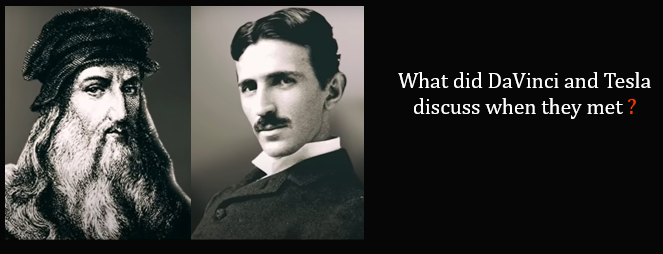 What did DaVinci and Tesla
discuss when they met ?